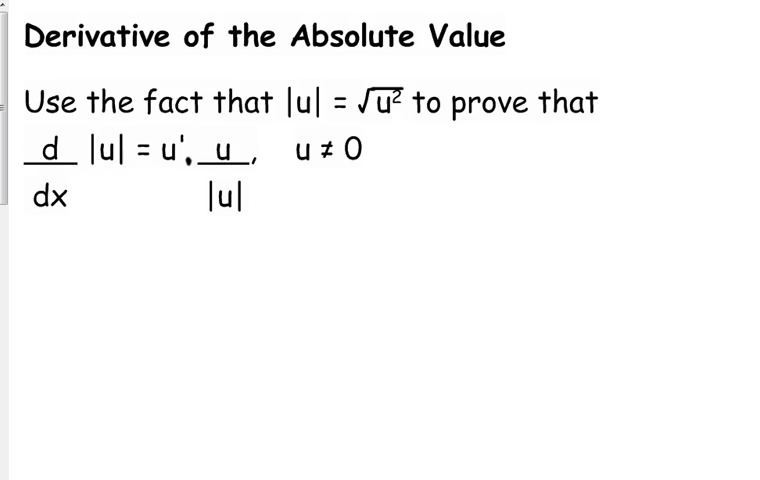 Derivative of the Absolute Value
Use the fact that |u| = √u² to prove that
d |u| = u'. u , u ≠ 0
dx |u|